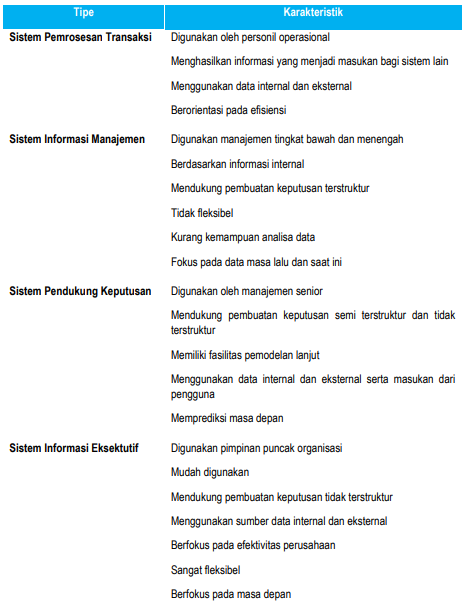 Tipe Karakteristik
Sistem Pemrosesan Transaksi Digunakan oleh personil operasional
Menghasilkan informasi yang menjadi masukan bagi sistem lain
Menggunakan data internal dan eksternal
Berorientasi pada efisiensi
Sistem Informasi Manajemen Digunakan manajemen tingkat bawah dan menengah
Berdasarkan informasi internal
Mendukung pembuatan keputusan terstruktur
Tidak fleksibel
Kurang kemampuan analisa data
Fokus pada data masa lalu dan saat ini
Sistem Pendukung Keputusan Digunakan oleh manajemen senior
Mendukung pembuatan keputusan semi terstruktur dan tidak
terstruktur
Memiliki fasilitas pemodelan lanjut
Menggunakan data internal dan eksternal serta masukan dari
pengguna
Memprediksi masa depan
Sistem Informasi Eksektutif Digunakan pimpinan puncak organisasi
Mudah digunakan
Mendukung pembuatan keputusan tidak terstruktur
Menggunakan sumber data internal dan eksternal
Berfokus pada efektivitas perusahaan
Sangat fleksibel
Berfokus pada masa depan